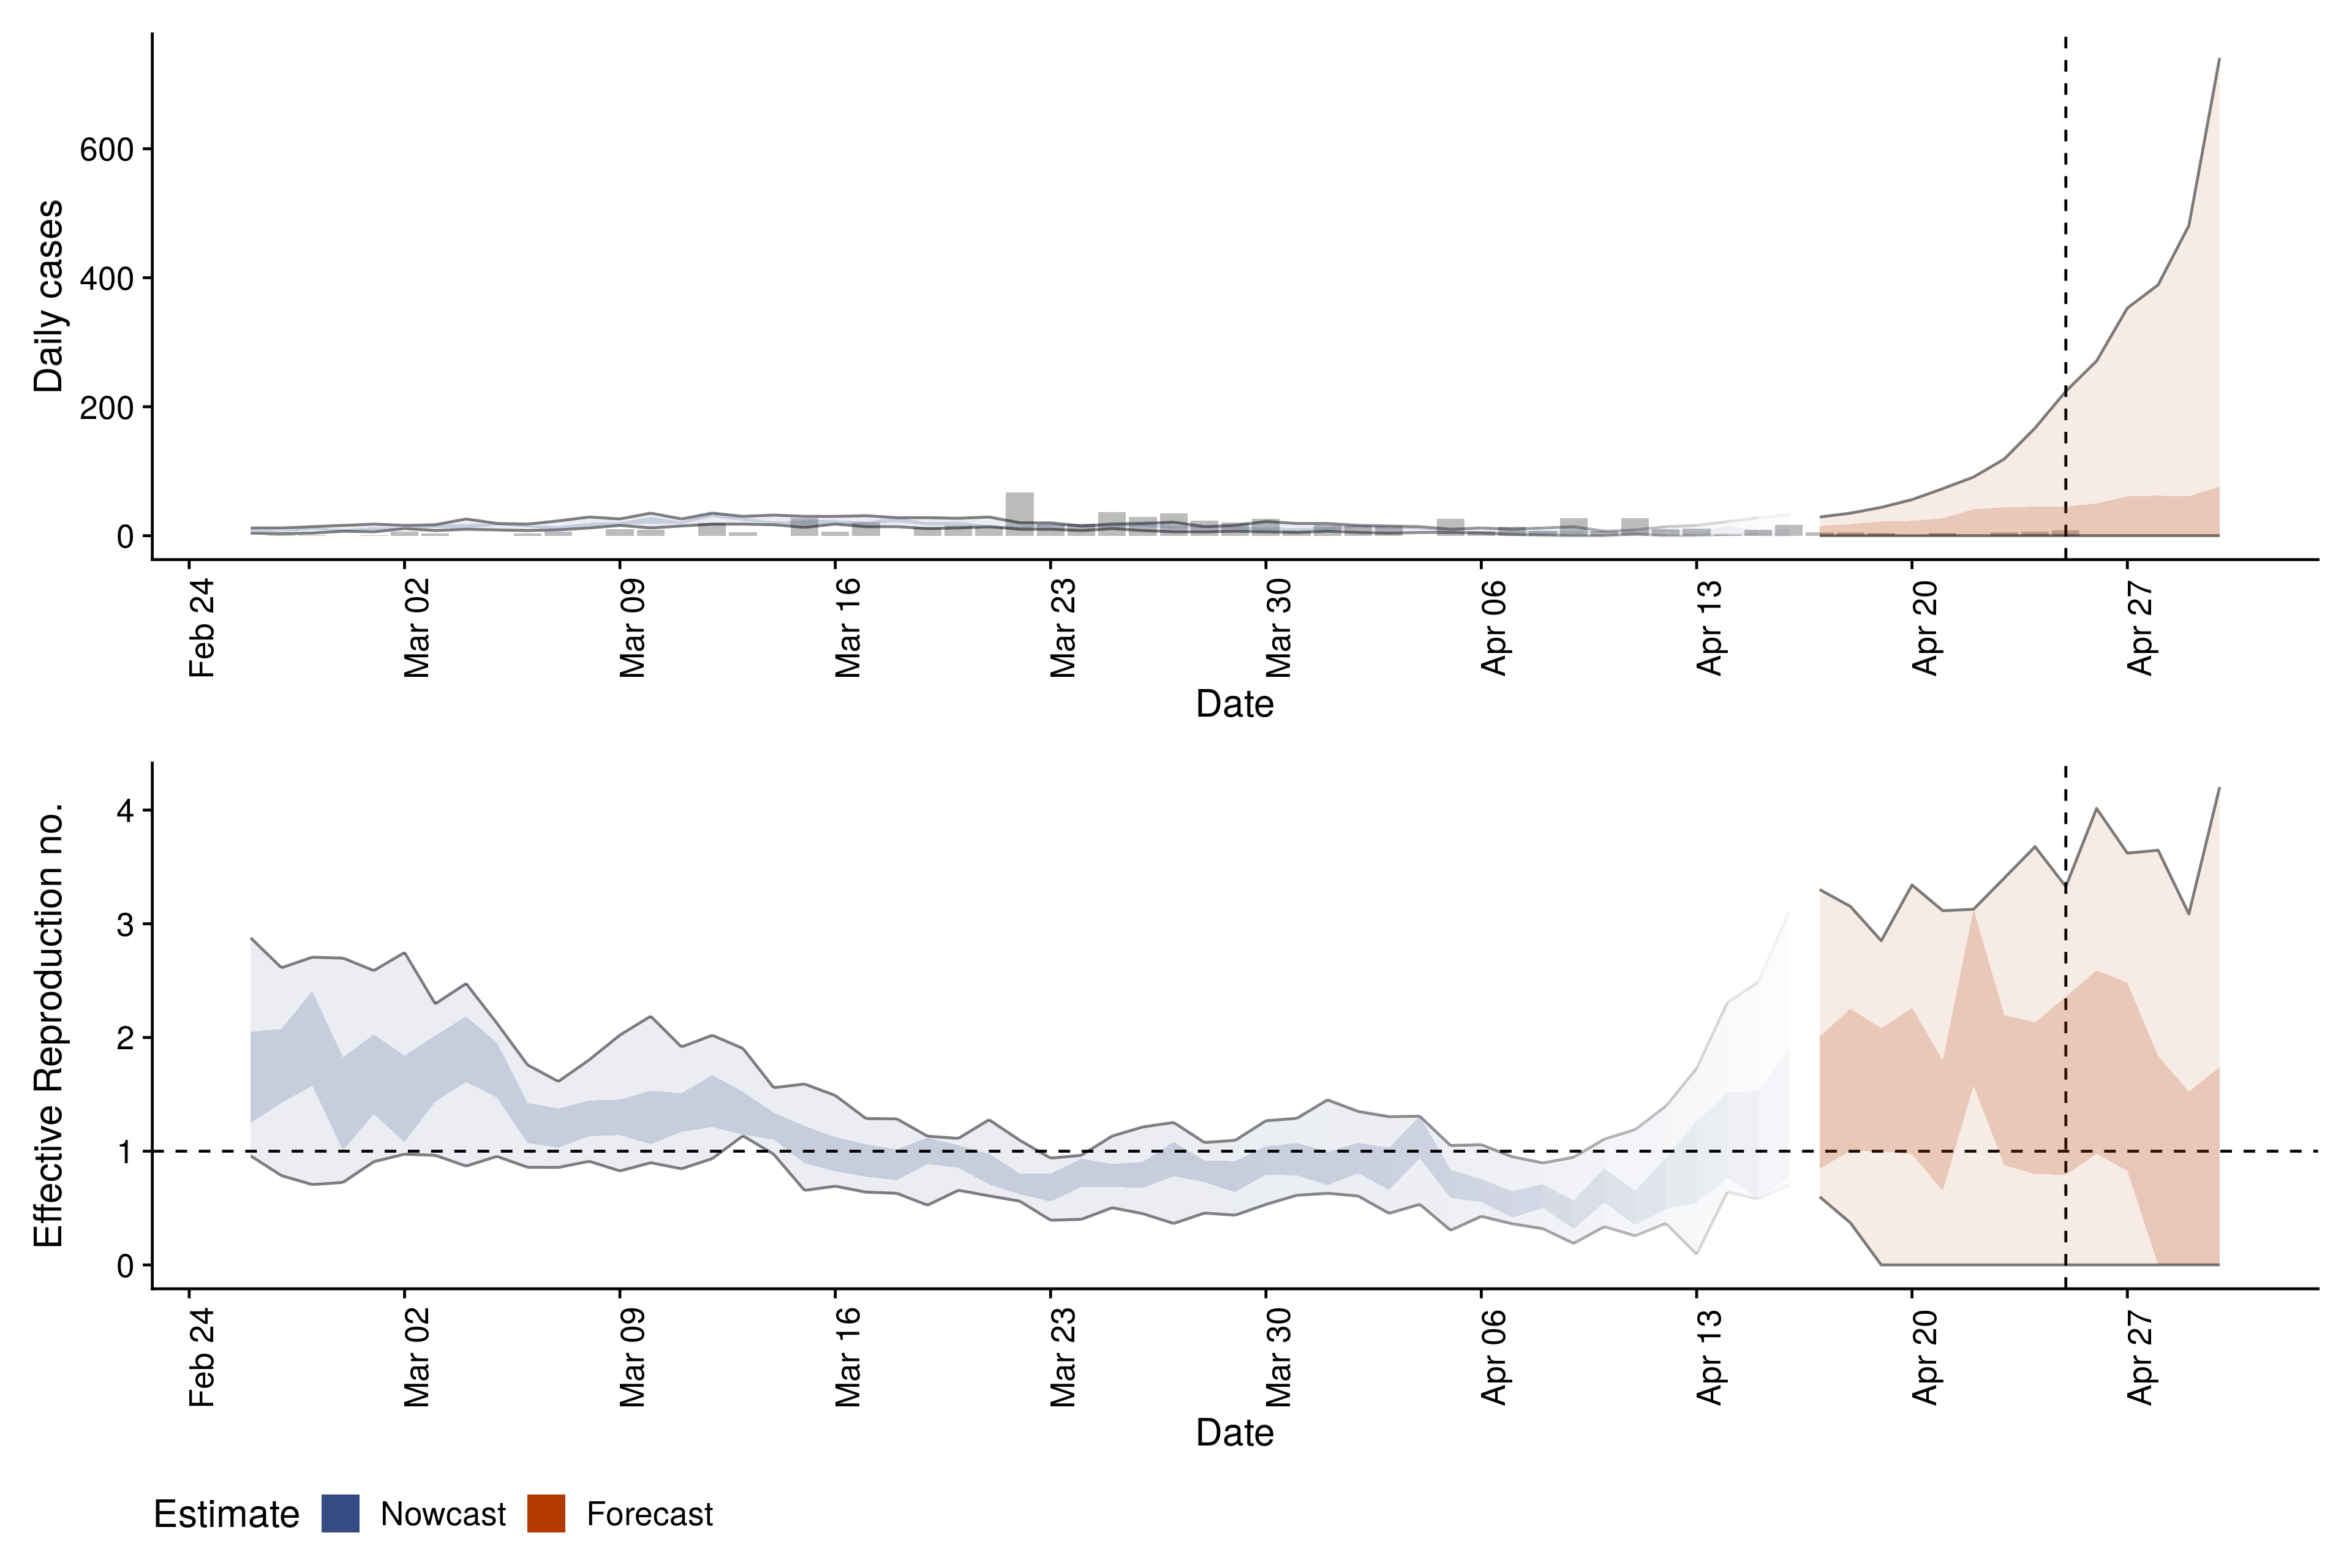 600
400
200
0
Daily cases
Feb 24
Mar 02
Mar 09
Mar 16
Mar 23
Mar 30
Apr 06
Apr 13
Apr 20
Apr 27
Date
4
3
2
1
0
Effective Reproduction no.
Feb 24
Mar 02
Mar 09
Mar 16
Mar 23
Mar 30
Apr 06
Apr 13
Apr 20
Apr 27
Date
Estimate Nowcast Forecast